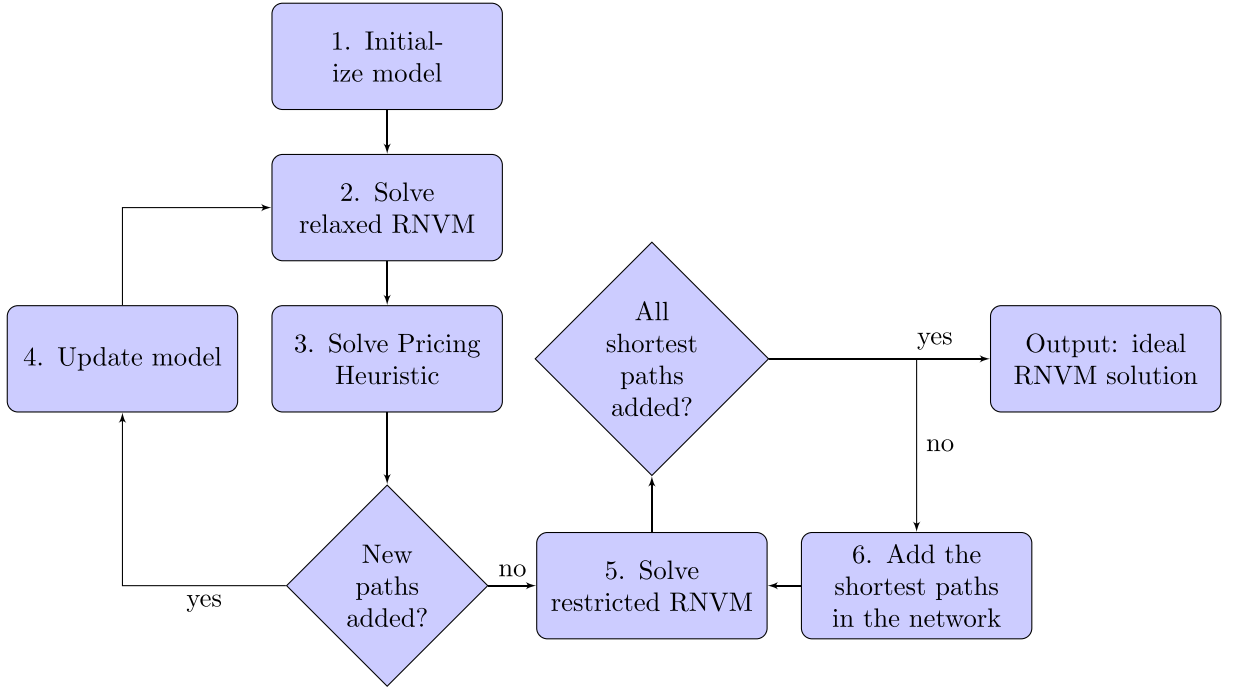 1. Initial-
ize model
2. Solve
relaxed RNVM
4. Update model
3. Solve Pricing
Heuristic
New
paths
added?
yes
no
5. Solve
restricted RNVM
All
shortest
paths
added?
yes
no
Output: ideal
RNVM solution
6. Add the
shortest paths
in the network